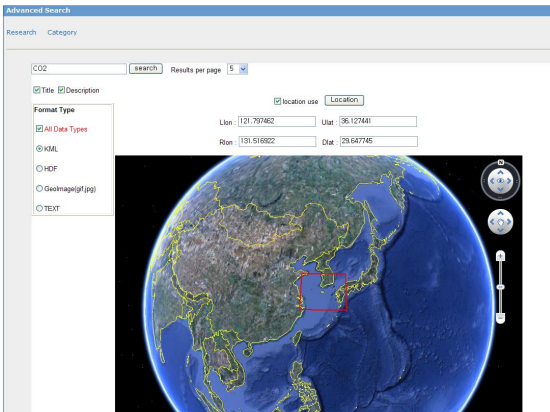 Advanced Search
Research Category
CO2 search Results per page 5
Title Description
Format Type
All Data Types
KML
HDF
GeoImage(gif,jpg)
TEXT
location use Location
Llon : 121.797462 Ulat : 36.127441
Rlon : 131.516922 Dlat : 29.647745
N